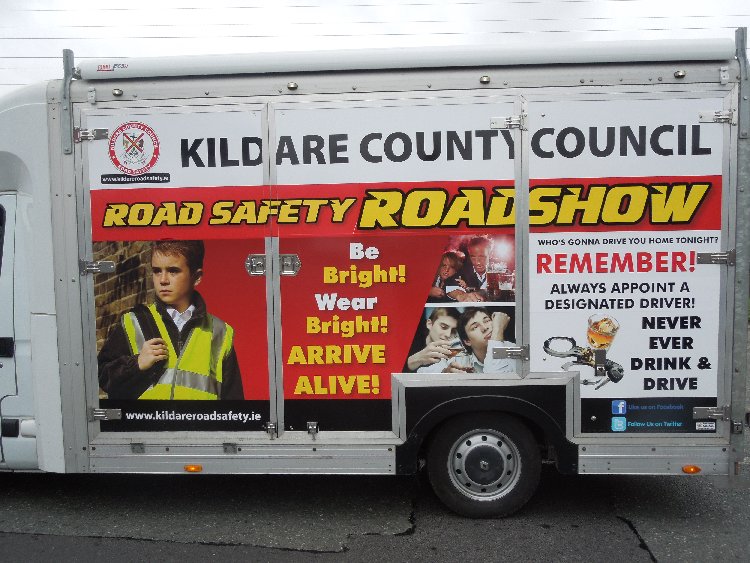 KILDARE COUNTY COUNCIL
www.kildareroadsafety.ie
ROAD SAFETY ROADSHOW
Be
Bright!
Wear
Bright!
ARRIVE
ALIVE!
www.kildareroadsafety.ie
WHO'S GONNA DRIVE YOU HOME TONIGHT?
REMEMBER!
ALWAYS APPOINT A
DESIGNATED DRIVER!
NEVER
EVER
DRINK &
DRIVE
Like us on Facebook
Follow Us on Twitter